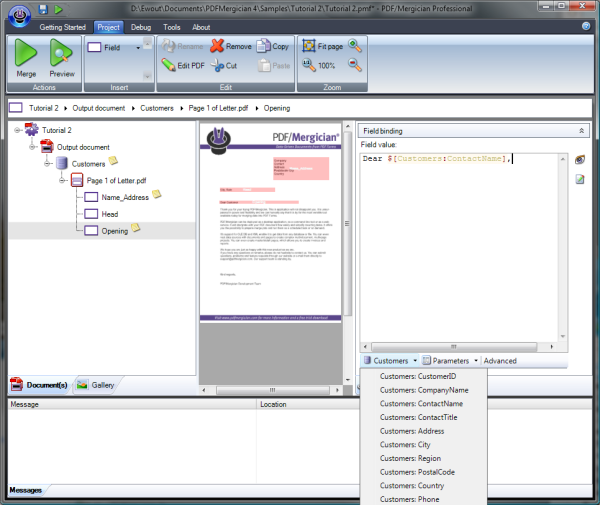 D:\Ewout\Documents\PDFMergician 4\Samples\Tutorial 2\Tutorial 2.pmf* - PDF/Mergician Professional
Getting Started Project Debug Tools About
Merge Preview Field Rename Remove Copy Fit page
Edit PDF Cut Paste 100%
Actions Insert Edit Zoom
Tutorial 2 Output document Customers Page 1 of Letter.pdf Opening
Tutorial 2
Output document
Customers
Page 1 of Letter.pdf
Name_Address
Head
Opening
PDF/Mergician
Field binding
Field value:
Dear $[Customers:ContactName],
Customers Parameters Advanced
Customers: CustomerID
Customers: CompanyName
Customers: ContactName
Customers: ContactTitle
Customers: Address
Customers: City
Customers: Region
Customers: PostalCode
Customers: Country
Customers: Phone
Document(s) Gallery
Message Location
Messages